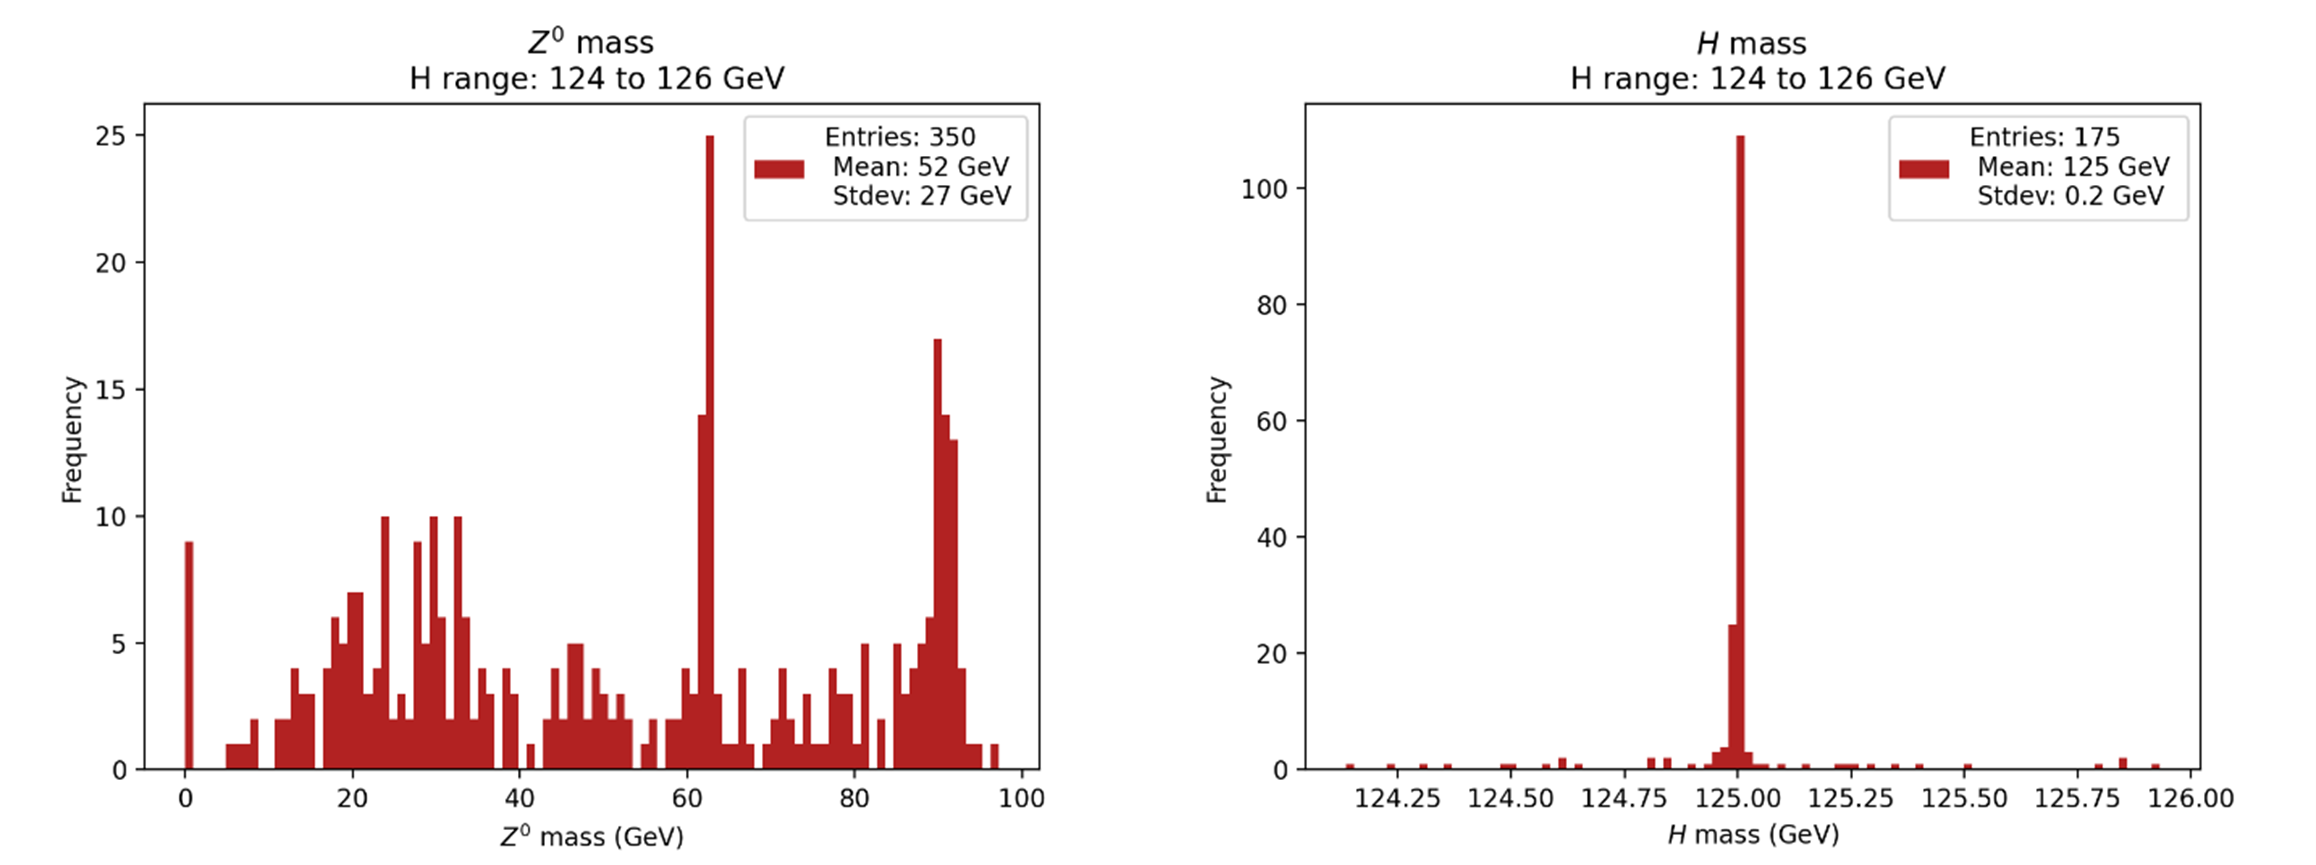 Z⁰ mass
H range: 124 to 126 GeV
Entries: 350
Mean: 52 GeV
Stdev: 27 GeV
25
20
15
10
5
0
Frequency
0 20 40 60 80 100
Z⁰ mass (GeV)
H mass
H range: 124 to 126 GeV
Entries: 175
Mean: 125 GeV
Stdev: 0.2 GeV
100
80
60
40
20
0
Frequency
124.25 124.50 124.75 125.00 125.25 125.50 125.75 126.00
H mass (GeV)